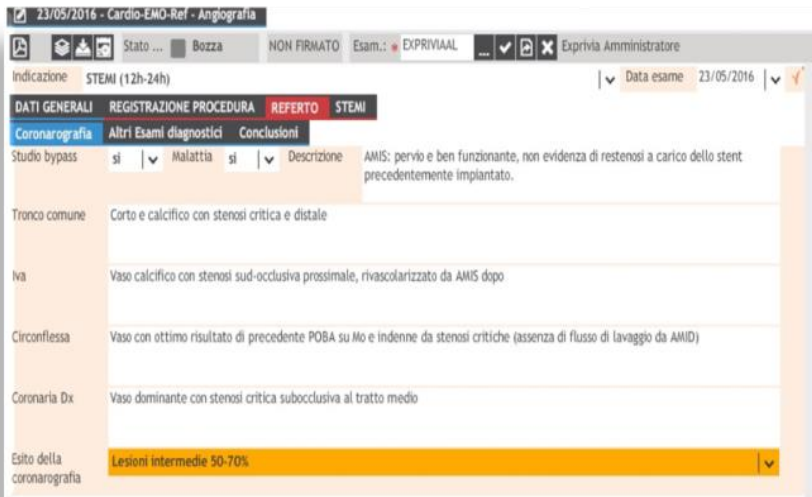 23/05/2016 - Cardio-EMO-Ref - Angiografia
Stato ... Bozza NON FIRMATO Esam.: EXPRIVIAAL ... Exprivia Amministratore
Indicazione STEMI (12h-24h) Data esame 23/05/2016
DATI GENERALI REGISTRAZIONE PROCEDURA REFERTO STEMI
Coronarografia Altri Esami diagnostici Conclusioni
Studio bypass si Malattia si Descrizione AMIS: pervio e ben funzionante, non evidenza di restenosi a carico dello stent
precedentemente impiantato.
Tronco comune Corto e calcifico con stenosi critica e distale
Iva Vaso calcifico con stenosi sud-occlusiva prossimale, rivascolarizzato da AMIS dopo
Circonflessa Vaso con ottimo risultato di precedente POBA su Mo e indenne da stenosi critiche (assenza di flusso di lavaggio da AMID)
Coronaria Dx Vaso dominante con stenosi critica subocclusiva al tratto medio
Esito della Lesioni intermedie 50-70%
coronarografia